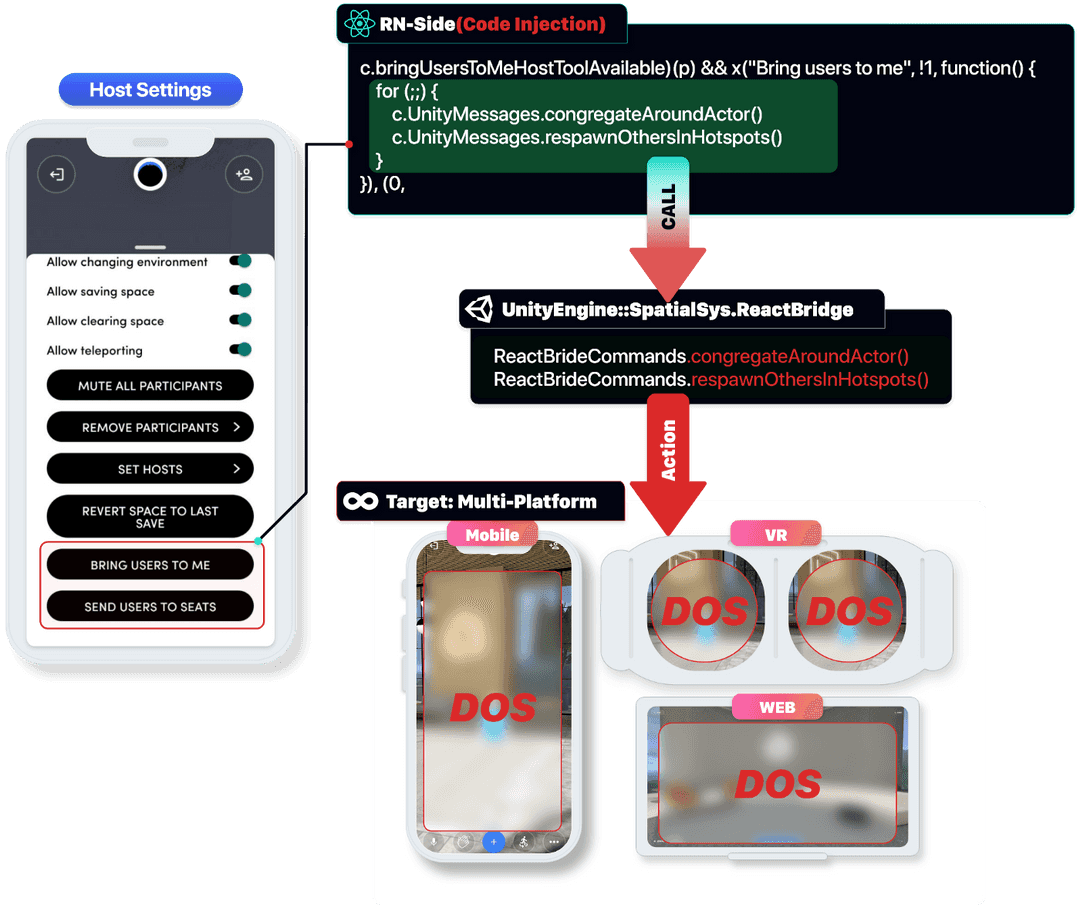 RN-Side(Code Injection)
c.bringUsersToMeHostToolAvailable)(p) && x("Bring users to me", !1, function() {
for (;;) {
c.UnityMessages.congregateAroundActor()
c.UnityMessages.respawnOthersInHotspots()
}
}), (0,
CALL
Host Settings
Allow changing environment
Allow saving space
Allow clearing space
Allow teleporting
MUTE ALL PARTICIPANTS
REMOVE PARTICIPANTS >
SET HOSTS >
REVERT SPACE TO LAST
SAVE
BRING USERS TO ME
SEND USERS TO SEATS
UnityEngine::SpatialSys.ReactBridge
ReactBrideCommands.congregateAroundActor()
ReactBrideCommands.respawnOthersInHotspots()
Action
Target: Multi-Platform
Mobile
DOS
VR
DOS
DOS
WEB
DOS